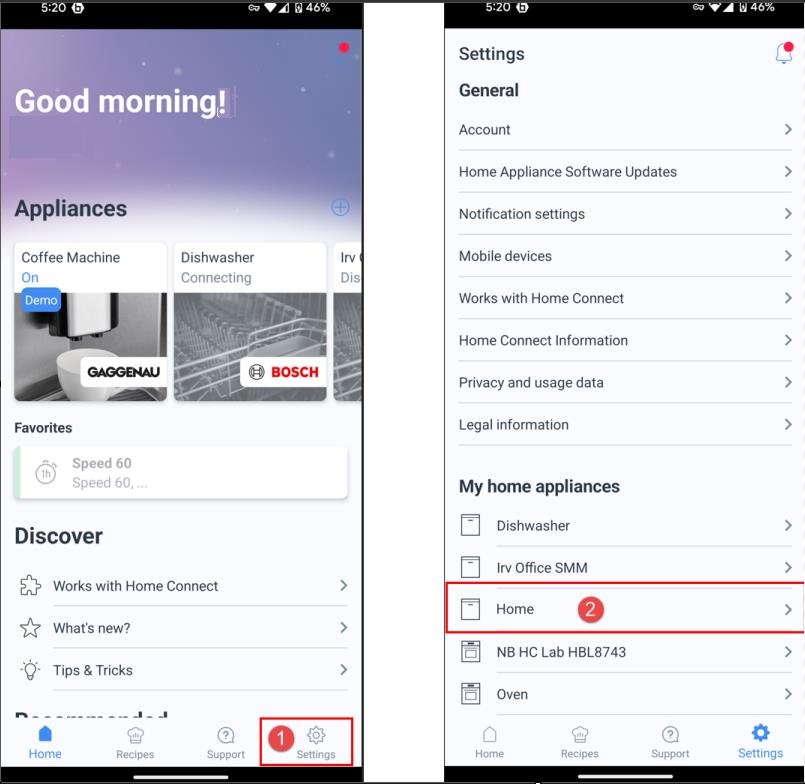 5:20 46%
Good morning!
Appliances
Coffee Machine
On
Demo
GAGGENAU
Dishwasher
Connecting
BOSCH
Irv
Dis
Favorites
1h
Speed 60
Speed 60, ...
Discover
Works with Home Connect
What's new?
Tips & Tricks
Recommended
Home Recipes Support 1 Settings
5:20 46%
Settings
General
Account
Home Appliance Software Updates
Notification settings
Mobile devices
Works with Home Connect
Home Connect Information
Privacy and usage data
Legal information
My home appliances
Dishwasher
Irv Office SMM
Home 2
NB HC Lab HBL8743
Oven
Home Recipes Support Settings